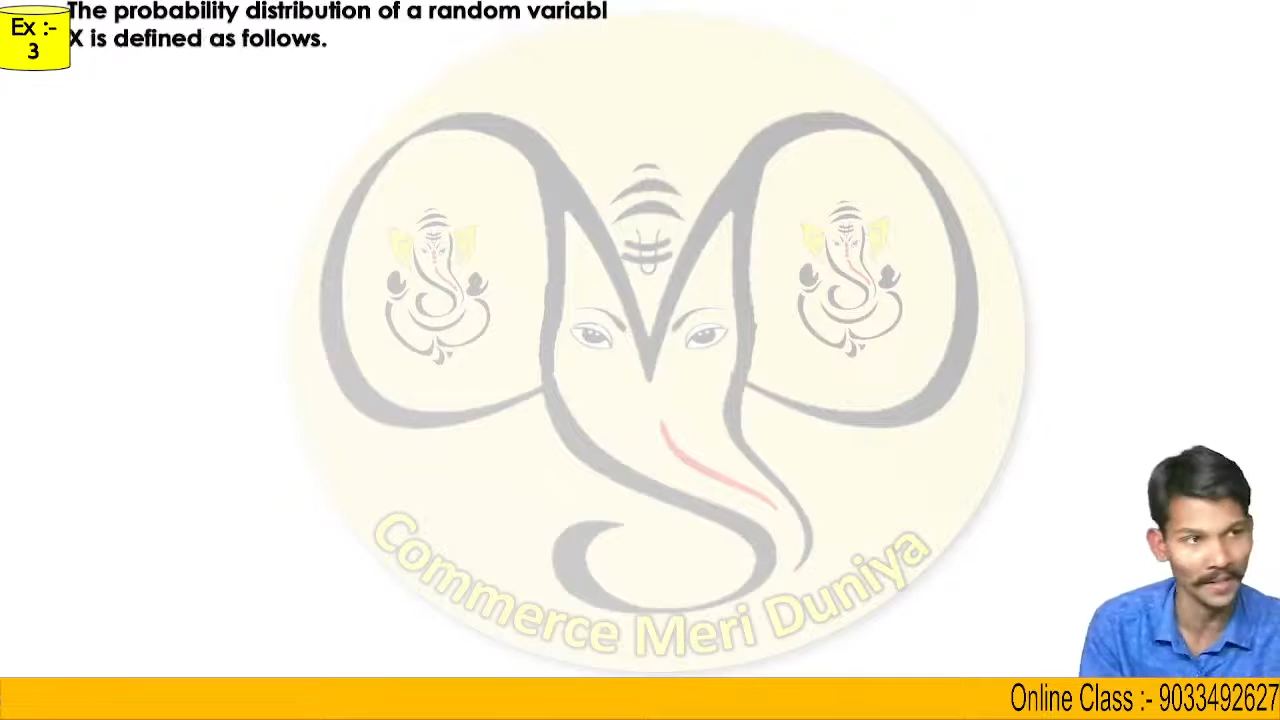 Ex :-
3
The probability distribution of a random variabl
X is defined as follows.
Commerce Meri Duniya
Online Class :- 9033492627